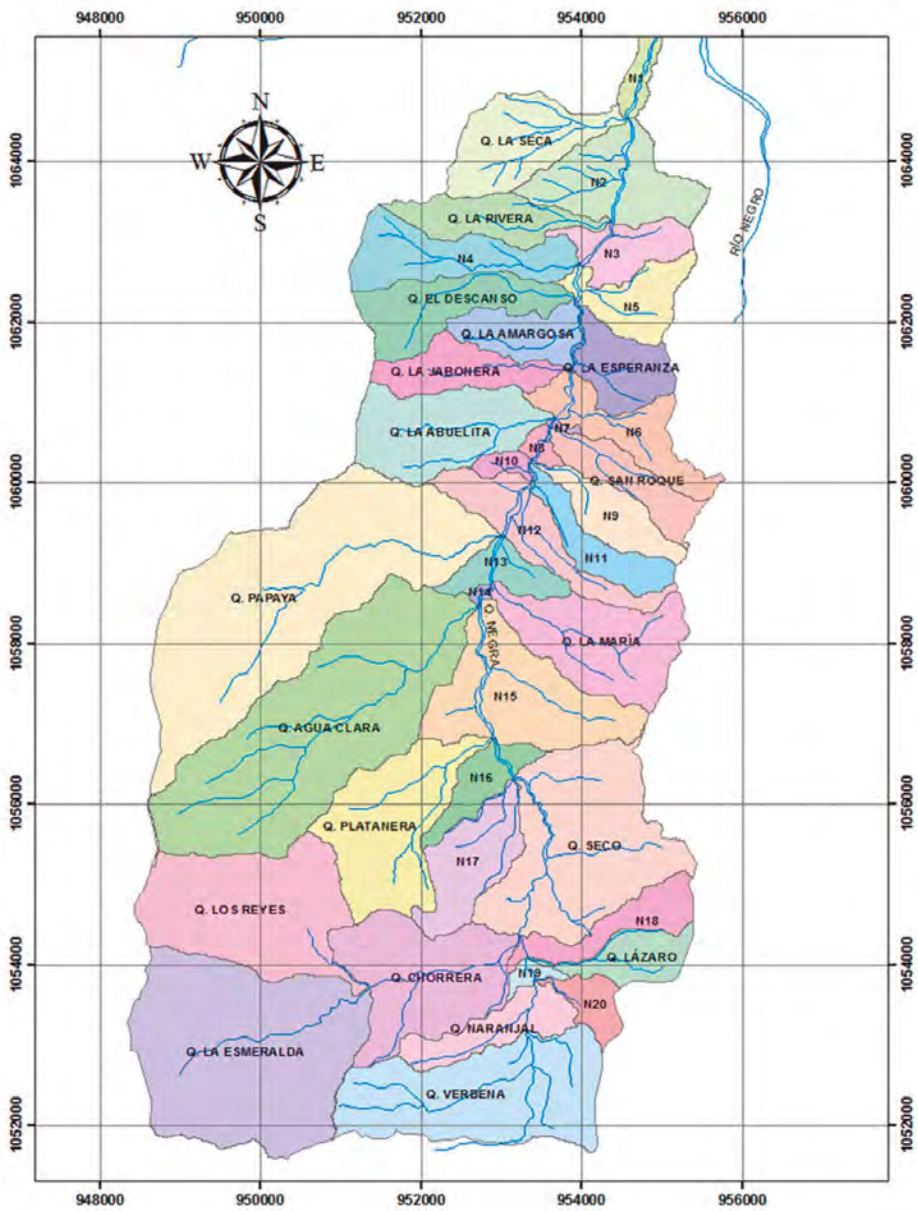 948000 950000 952000 954000 956000
N1
N
W E
S
1064000 1064000
Q. LA SECA
N2
Q. LA RIVERA
RÍO NEGRO
N3
N4
Q. EL DESCANSO
N5
1062000 1062000
Q. LA AMARGOSA
Q. LA ESPERANZA
Q. LA JABONERA
Q. LA ABUELITA
N7
N6
N8
N10
1060000 1060000
Q. SAN ROQUE
N9
N12
N11
N13
Q. PAPAYA
N14
Q. NEGRA
1058000 1058000
Q. LA MARÍA
N15
Q. AGUA CLARA
N16
1056000 1056000
Q. PLATANERA
Q. SECO
N17
Q. LOS REYES
N18
1054000 1054000
Q. LÁZARO
Q. CHORRERA
N19
N20
Q. NARANJAL
Q. LA ESMERALDA
Q. VERBENA
1052000 1052000
948000 950000 952000 954000 956000